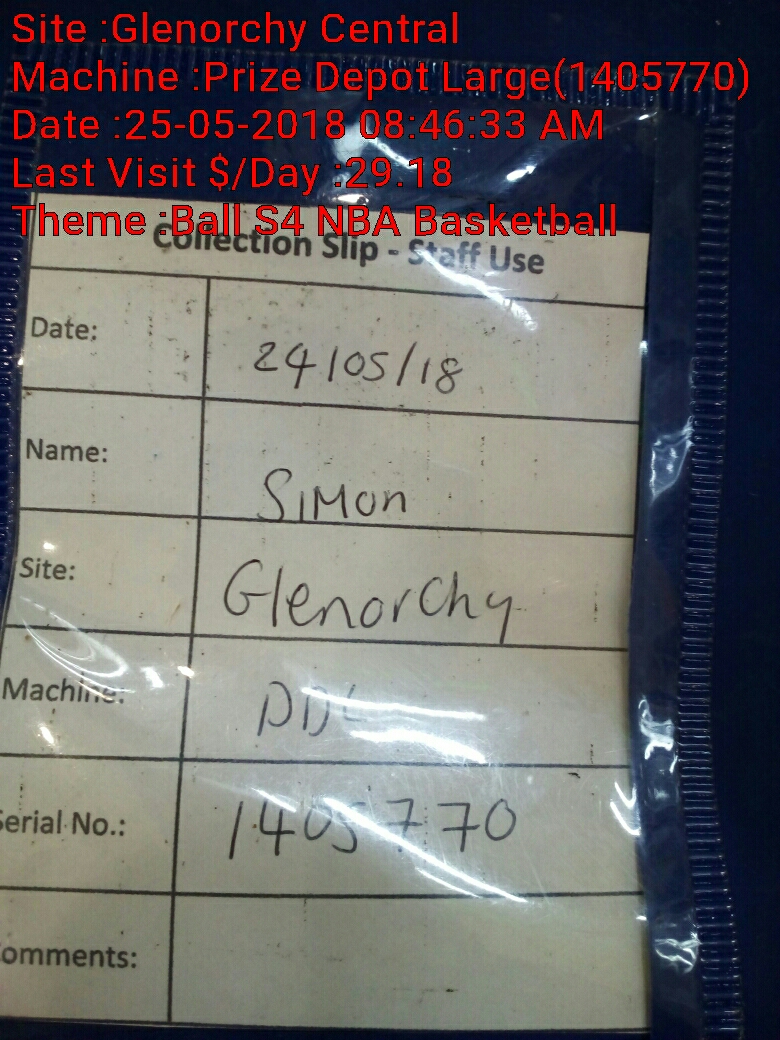 Site :Glenorchy Central
Machine :Prize Depot Large(1405770)
Date :25-05-2018 08:46:33 AM
Last Visit $/Day :29.18
Theme :Ball S4 NBA Basketball
Collection Slip - Staff Use
Date: 24/05/18
Name: SiMon
Site: Glenorchy
Machine:
Serial No.: 1405770
omments: